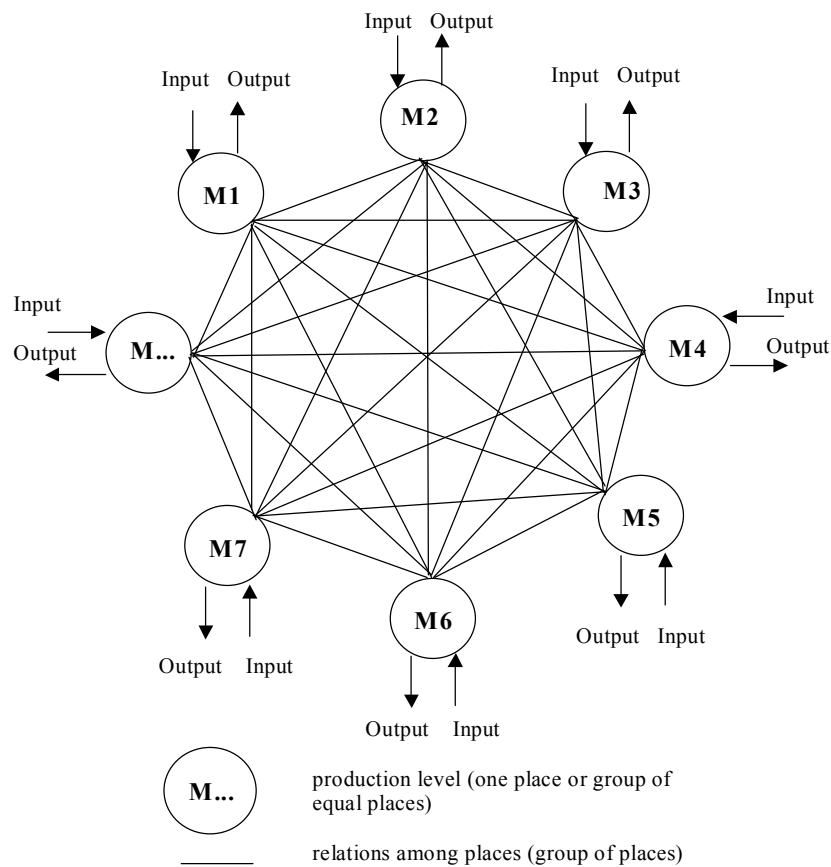 Input Output
Input Output
Input Output
M2
M1
M3
Input
Output
M...
Input
Output
M4
M5
M7
M6
Output Input
Output Input
Output Input
M...
production level (one place or group of
equal places)
relations among places (group of places)